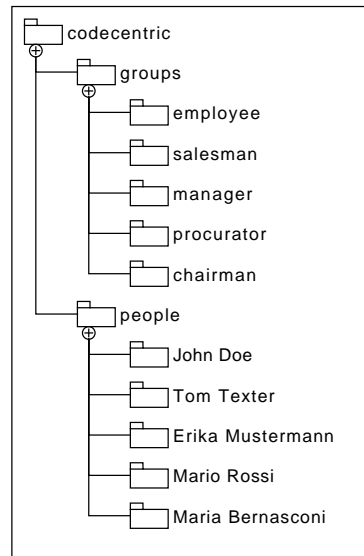 codecentric
groups
employee
salesman
manager
procurator
chairman
people
John Doe
Tom Texter
Erika Mustermann
Mario Rossi
Maria Bernasconi